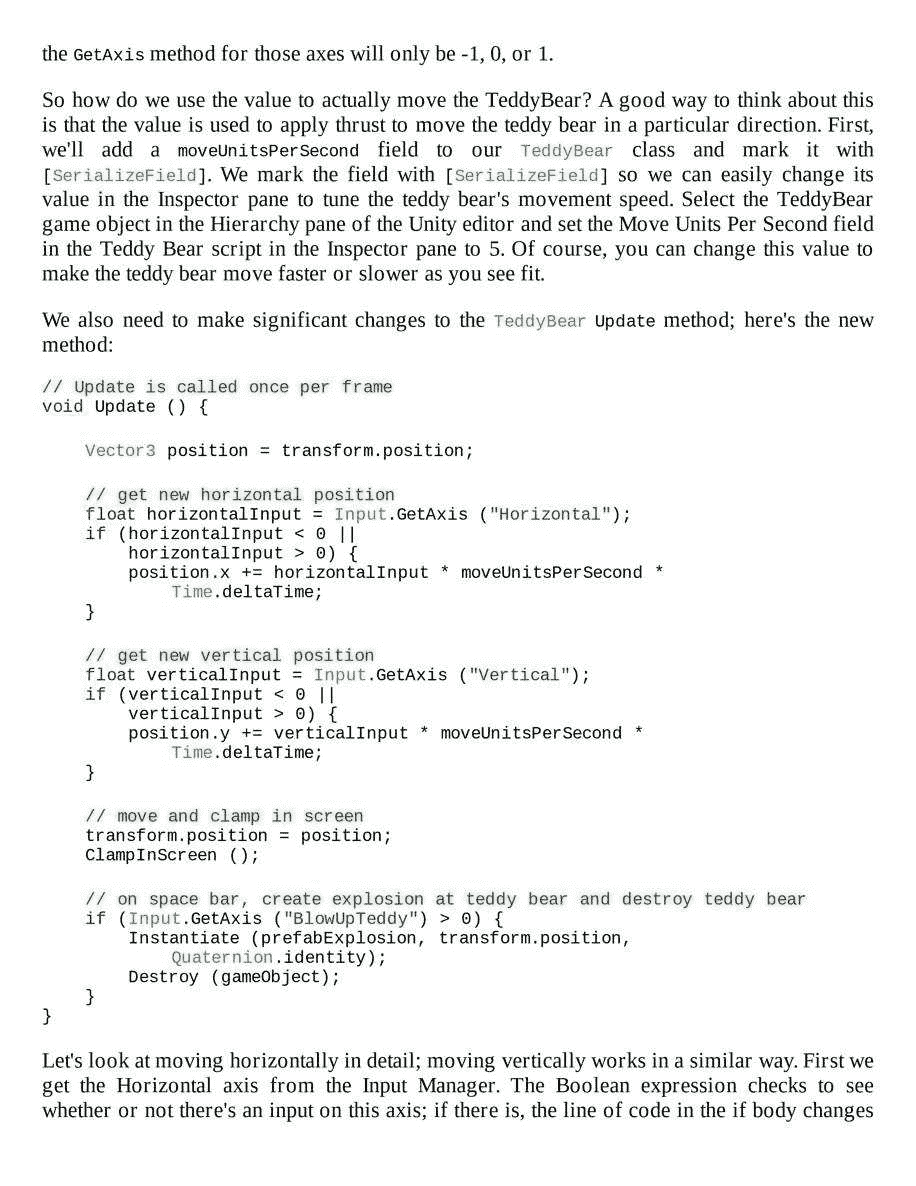 the GetAxis method for those axes will only be -1, 0, or 1.
So how do we use the value to actually move the TeddyBear? A good way to think about this
is that the value is used to apply thrust to move the teddy bear in a particular direction. First,
we'll add a moveUnitsPerSecond field to our TeddyBear class and mark it with
[SerializeField]. We mark the field with [SerializeField] so we can easily change its
value in the Inspector pane to tune the teddy bear's movement speed. Select the TeddyBear
game object in the Hierarchy pane of the Unity editor and set the Move Units Per Second field
in the Teddy Bear script in the Inspector pane to 5. Of course, you can change this value to
make the teddy bear move faster or slower as you see fit.
We also need to make significant changes to the TeddyBear Update method; here's the new
method:
// Update is called once per frame
void Update () {
    Vector3 position = transform.position;
    // get new horizontal position
    float horizontalInput = Input.GetAxis ("Horizontal");
    if (horizontalInput < 0 ||
        horizontalInput > 0) {
        position.x += horizontalInput * moveUnitsPerSecond *
            Time.deltaTime;
    }
    // get new vertical position
    float verticalInput = Input.GetAxis ("Vertical");
    if (verticalInput < 0 ||
        verticalInput > 0) {
        position.y += verticalInput * moveUnitsPerSecond *
            Time.deltaTime;
    }
    // move and clamp in screen
    transform.position = position;
    ClampInScreen ();
    // on space bar, create explosion at teddy bear and destroy teddy bear
    if (Input.GetAxis ("BlowUpTeddy") > 0) {
        Instantiate (prefabExplosion, transform.position,
            Quaternion.identity);
        Destroy (gameObject);
    }
}
Let's look at moving horizontally in detail; moving vertically works in a similar way. First we
get the Horizontal axis from the Input Manager. The Boolean expression checks to see
whether or not there's an input on this axis; if there is, the line of code in the if body changes